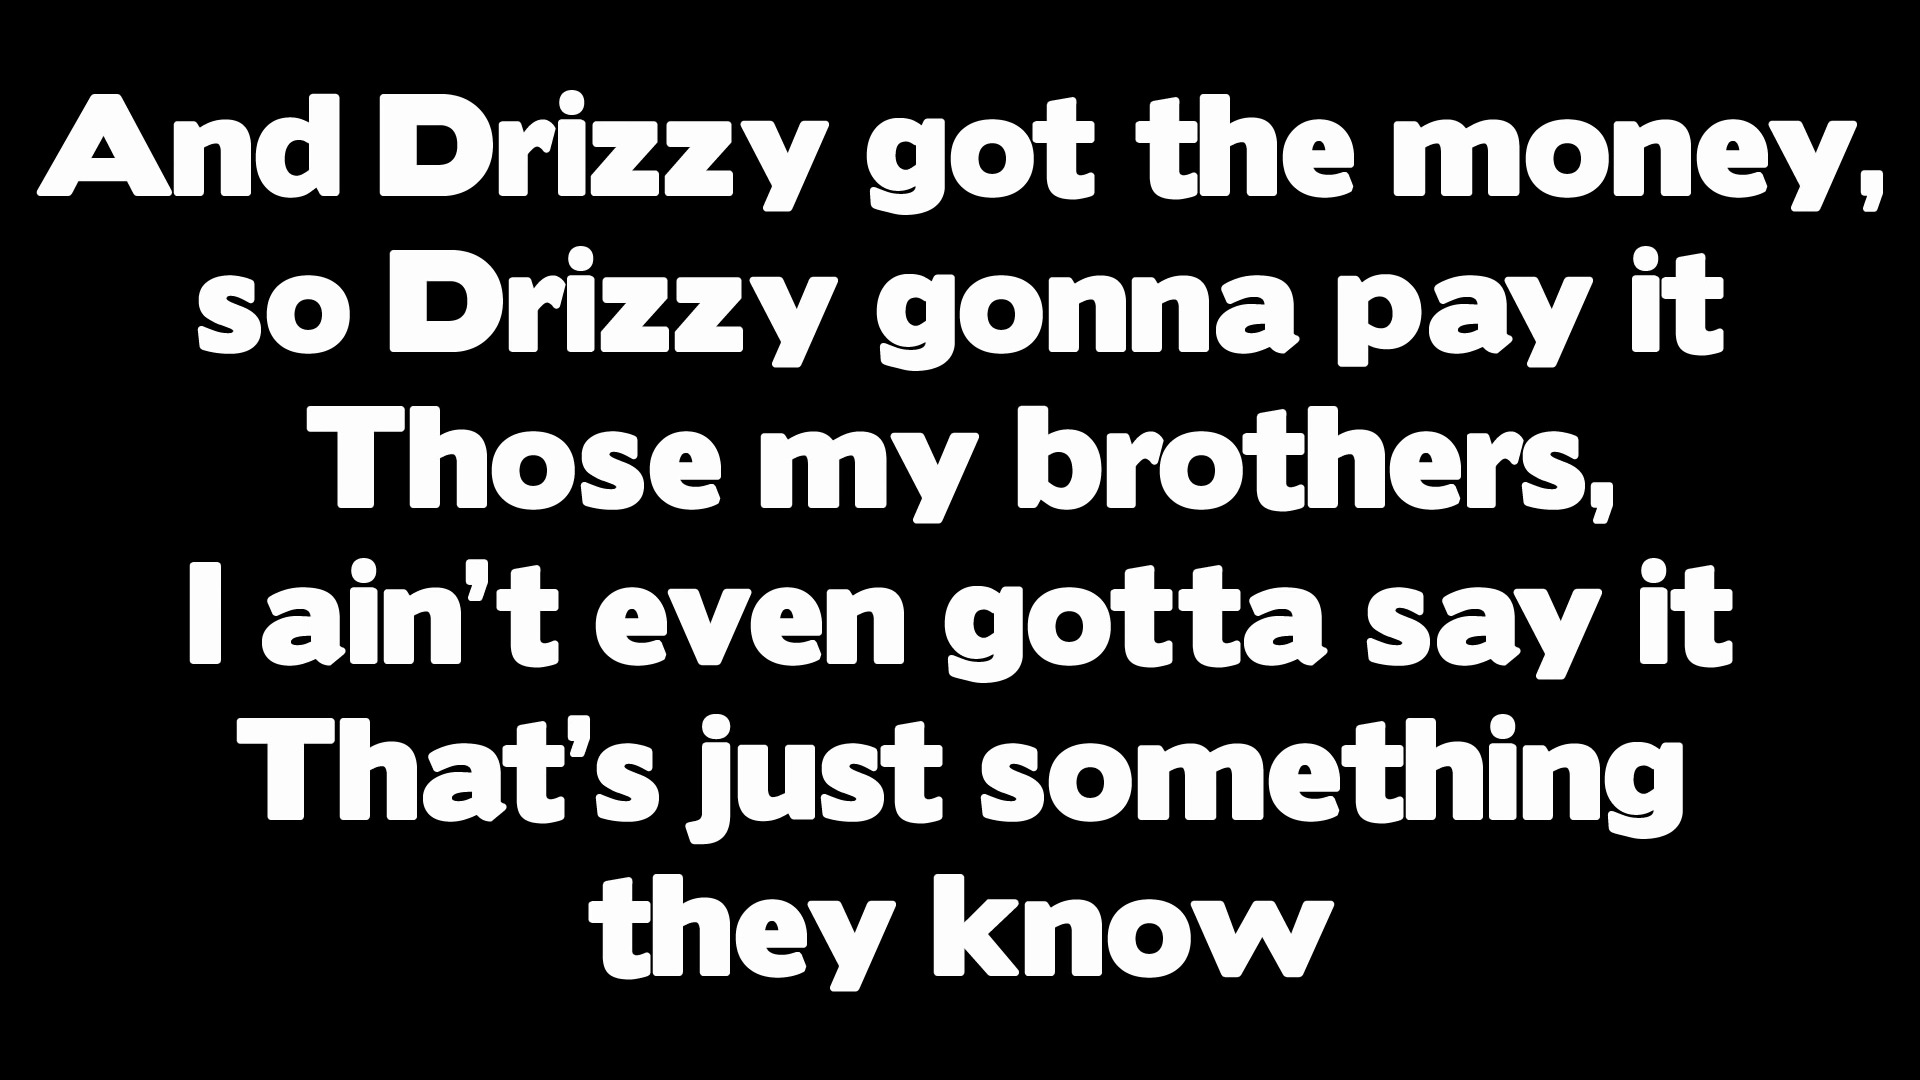 And Drizzy got the money,
so Drizzy gonna pay it
Those my brothers,
I ain’t even gotta say it
That’s just something
they know